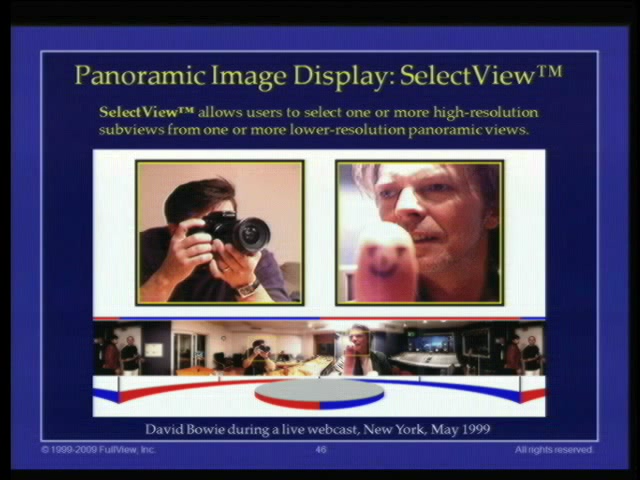 Panoramic Image Display: SelectView™
SelectView™ allows users to select one or more high-resolution
subviews from one or more lower-resolution panoramic views.
David Bowie during a live webcast, New York, May 1999
© 1999-2009 FullView, Inc.
46
All rights reserved.